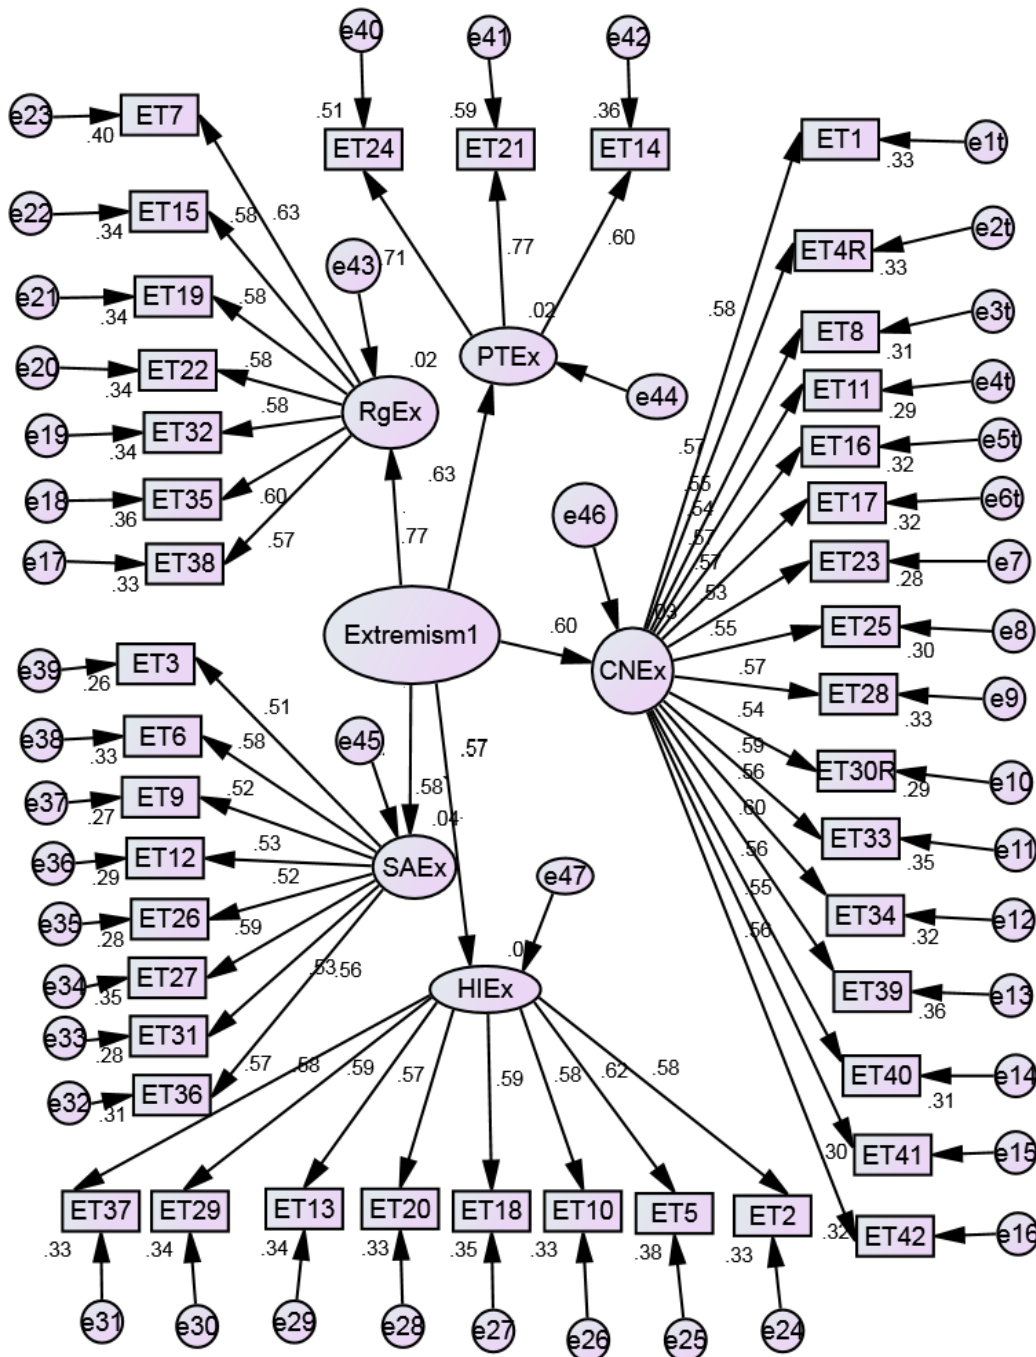 e40
e41
e42
e23
ET7
.40
.51
ET24
.59
ET21
.36
ET14
ET1
.33
e1t
e22
ET15
.34
.58
.63
e43
.71
.77
.60
ET4R
.33
e2t
e21
ET19
.34
.58
.02
PTEx
.58
ET8
.31
e3t
e20
ET22
.34
.58
.02
RgEx
e44
ET11
.29
e4t
e19
ET32
.34
.58
.63
.57
ET16
.32
e5t
e18
ET35
.36
.60
.55
ET17
.32
e6t
e17
ET38
.33
.57
.77
e46
.54
.57
.57
ET23
.28
e7
Extremism1
.60
.53
.03
CNEx
.55
ET25
.30
e8
e39
ET3
.26
.51
.57
ET28
.33
e9
e38
ET6
.33
.58
e45
.57
.54
.59
ET30R
.29
e10
e37
ET9
.27
.52
.58
.04
.56
.60
ET33
.35
e11
e36
ET12
.29
.53
SAEx
e47
.56
ET34
.32
e12
e35
ET26
.28
.52
.55
e34
ET27
.35
.59
.53
.56
.0
HIEx
.56
ET39
.36
e13
e33
ET31
.28
e32
ET36
.31
.57
.58
.59
.57
.59
.58
.62
.58
ET40
.31
e14
.30
ET41
e15
ET37
ET29
ET13
ET20
ET18
ET10
ET5
ET2
.32
ET42
e16
.33
.34
.34
.33
.35
.33
.38
.33
e31
e30
e29
e28
e27
e26
e25
e24